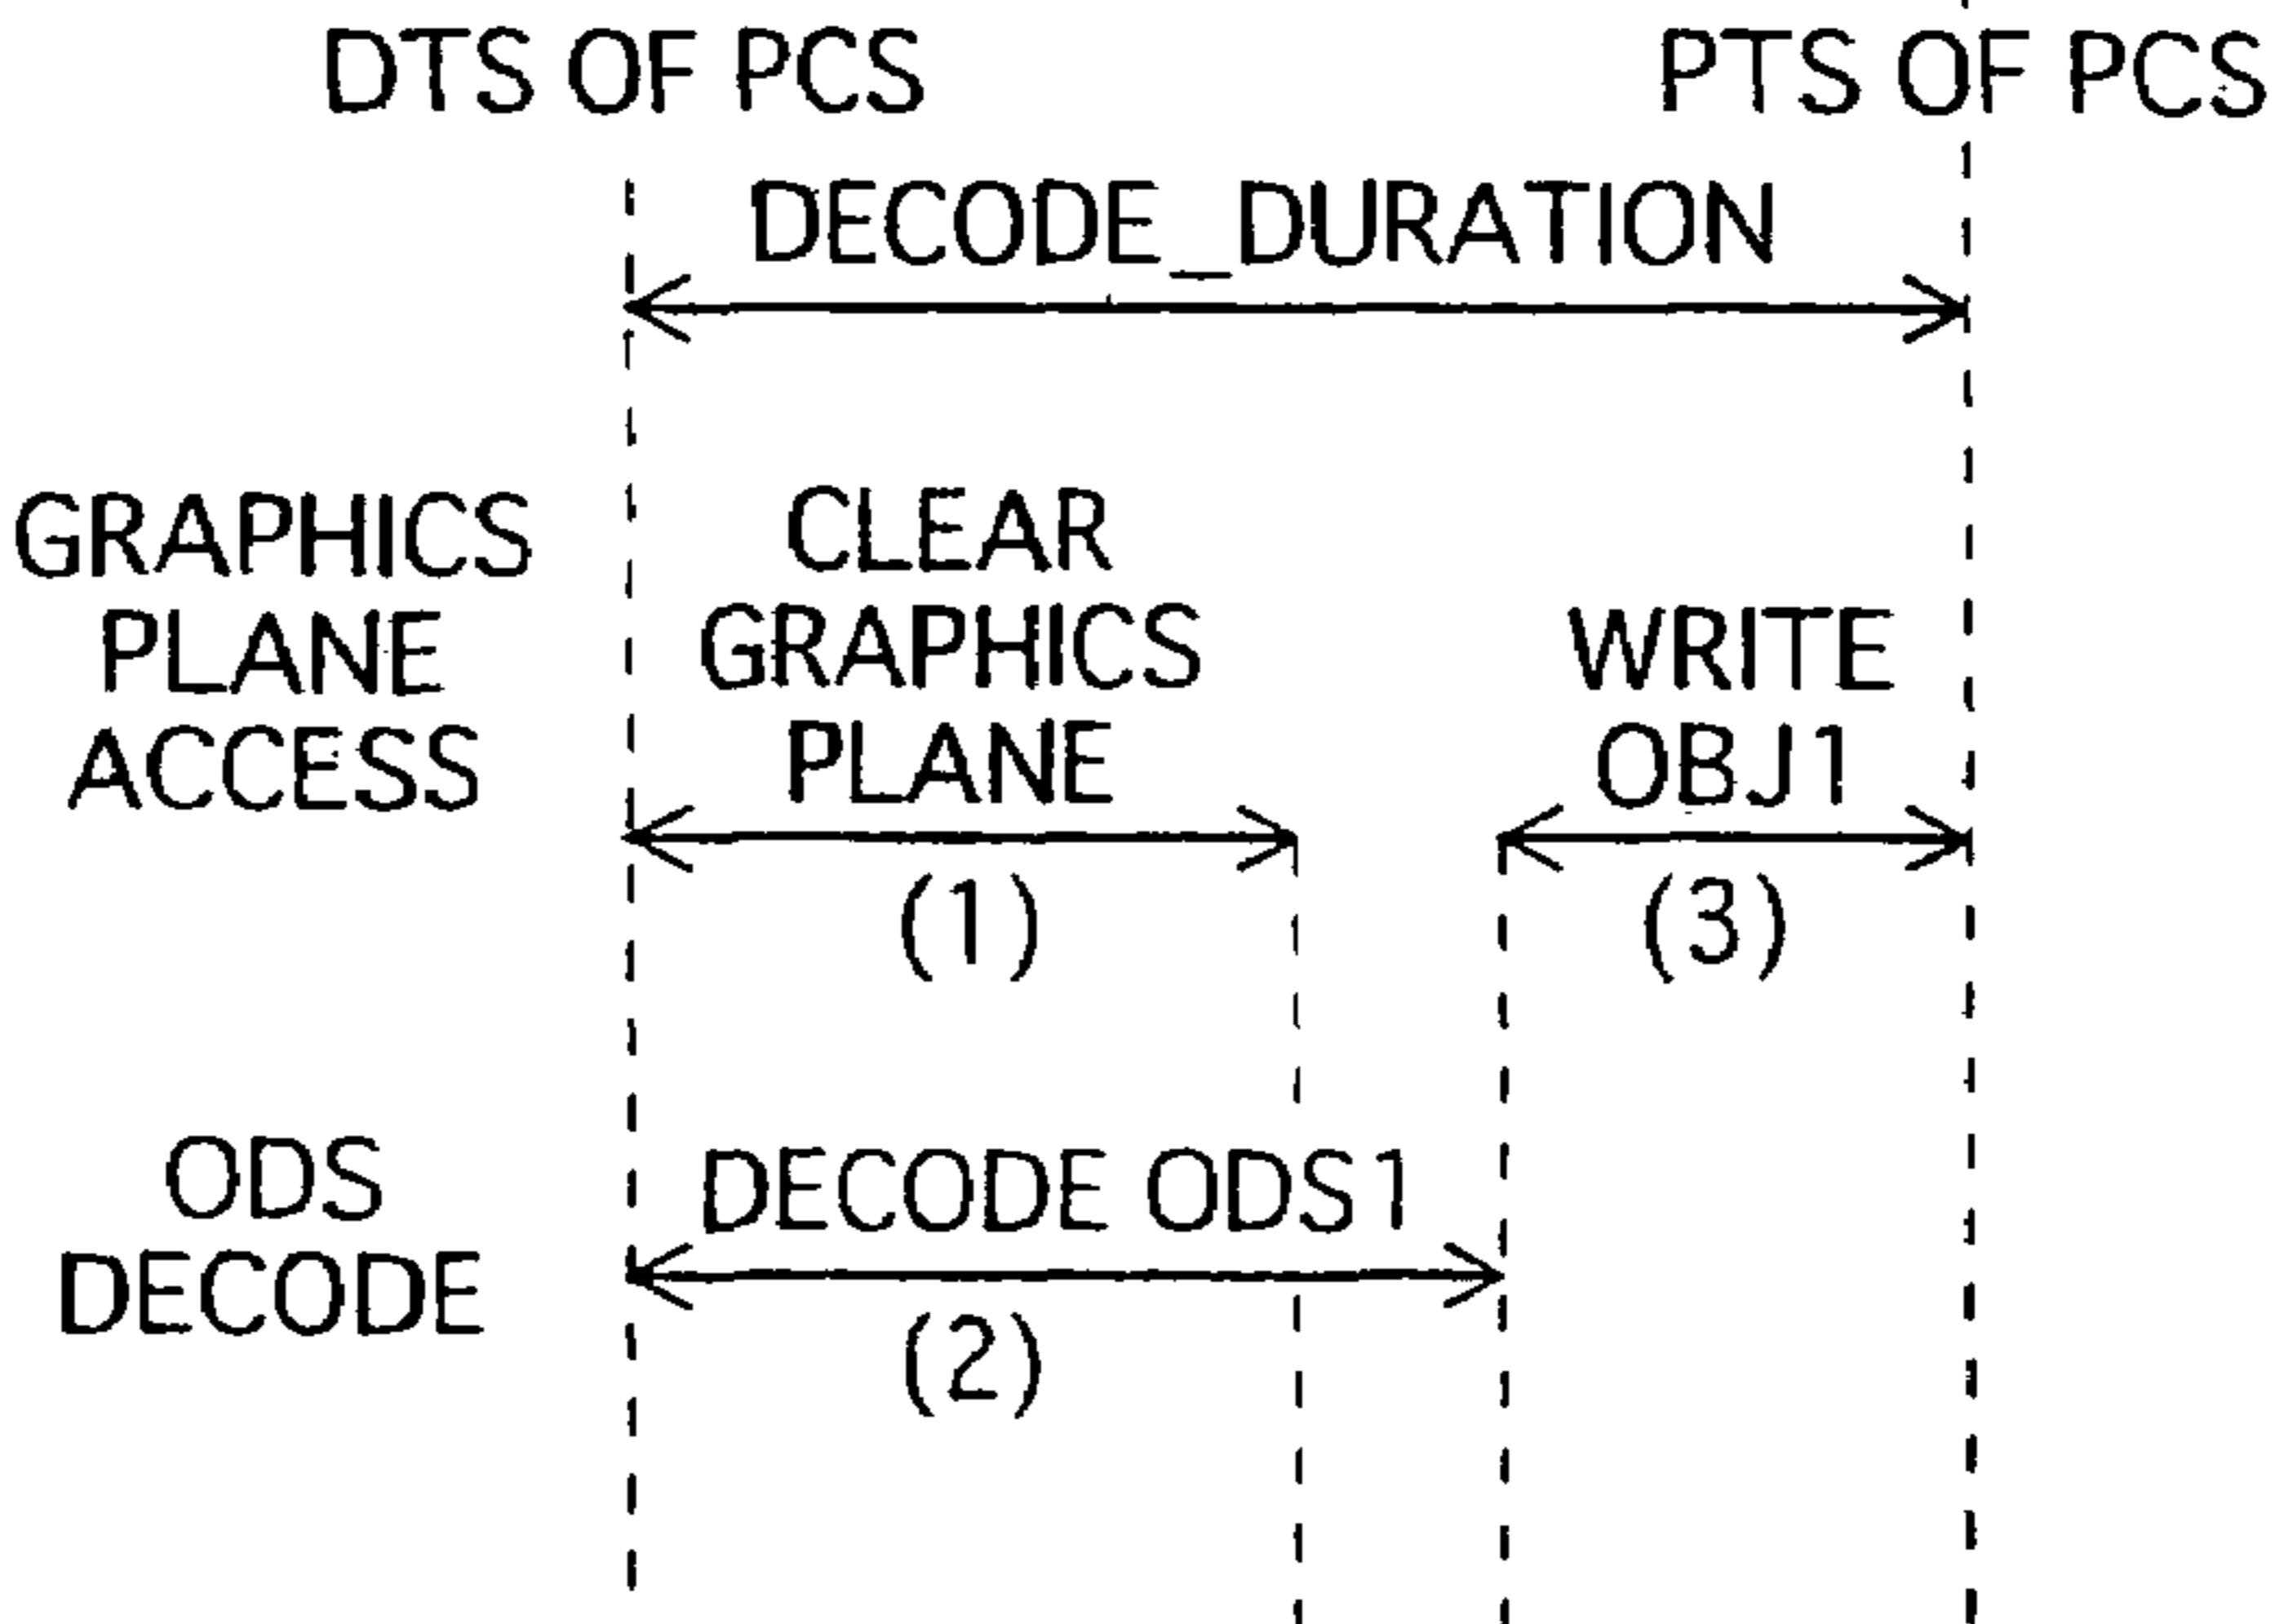 DTS OF PCS
PTS OF PCS
DECODE_DURATION
GRAPHICS
PLANE
ACCESS
CLEAR
GRAPHICS
PLANE
(1)
WRITE
OBJ1
(3)
ODS
DECODE
DECODE ODS1
(2)